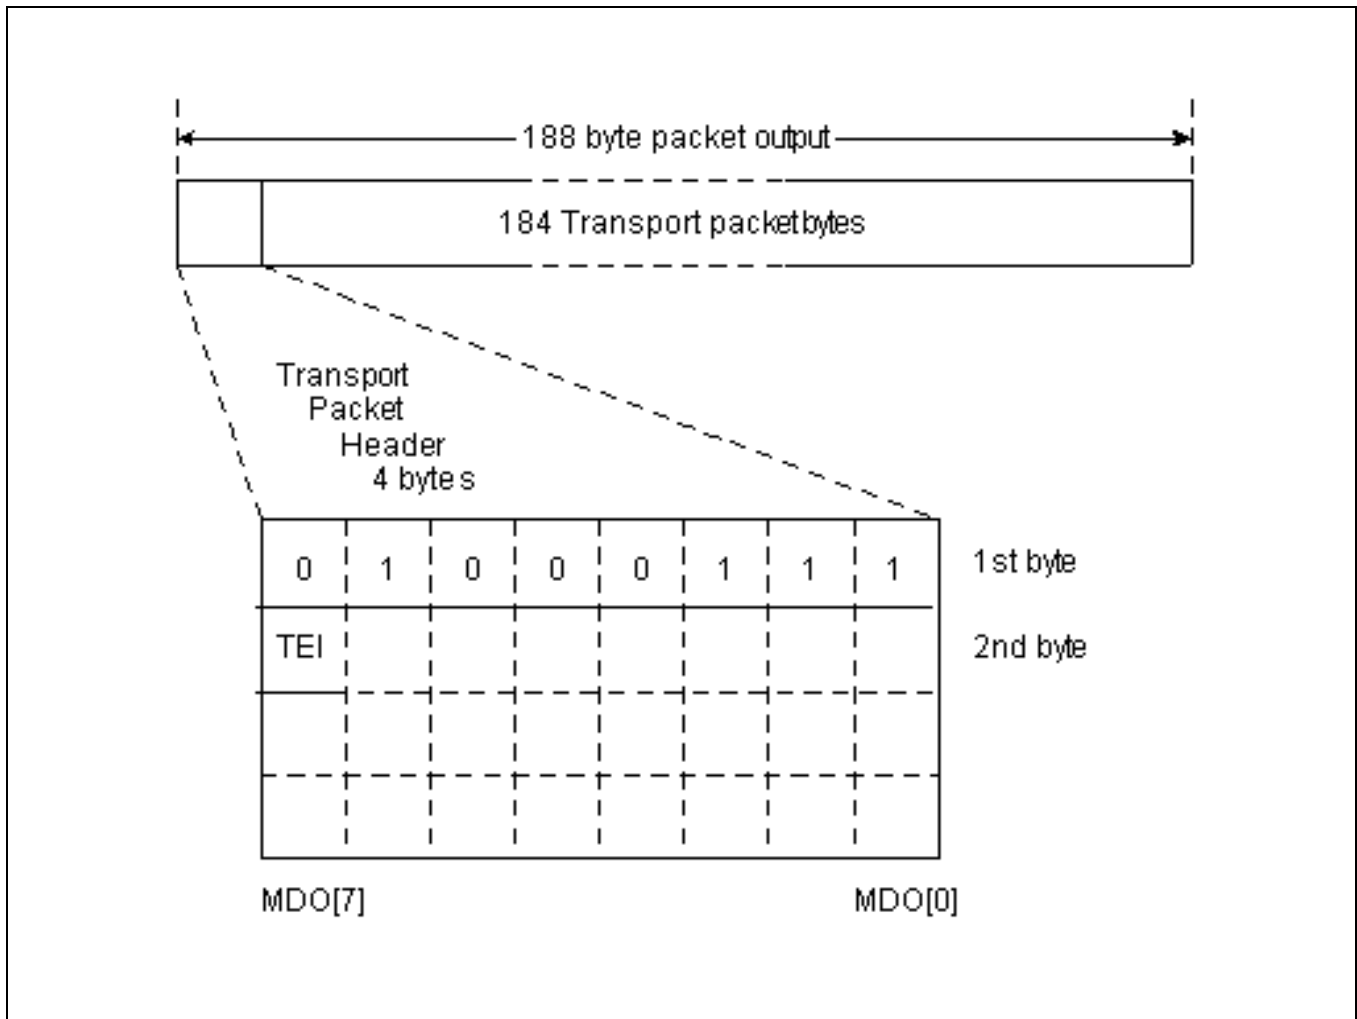 188 byte packet output
184 Transport packetbytes
Transport
Packet
Header
4 bytes
0 1 0 0 0 1 1 1 1st byte
TEI 2nd byte
MDO[7] MDO[0]